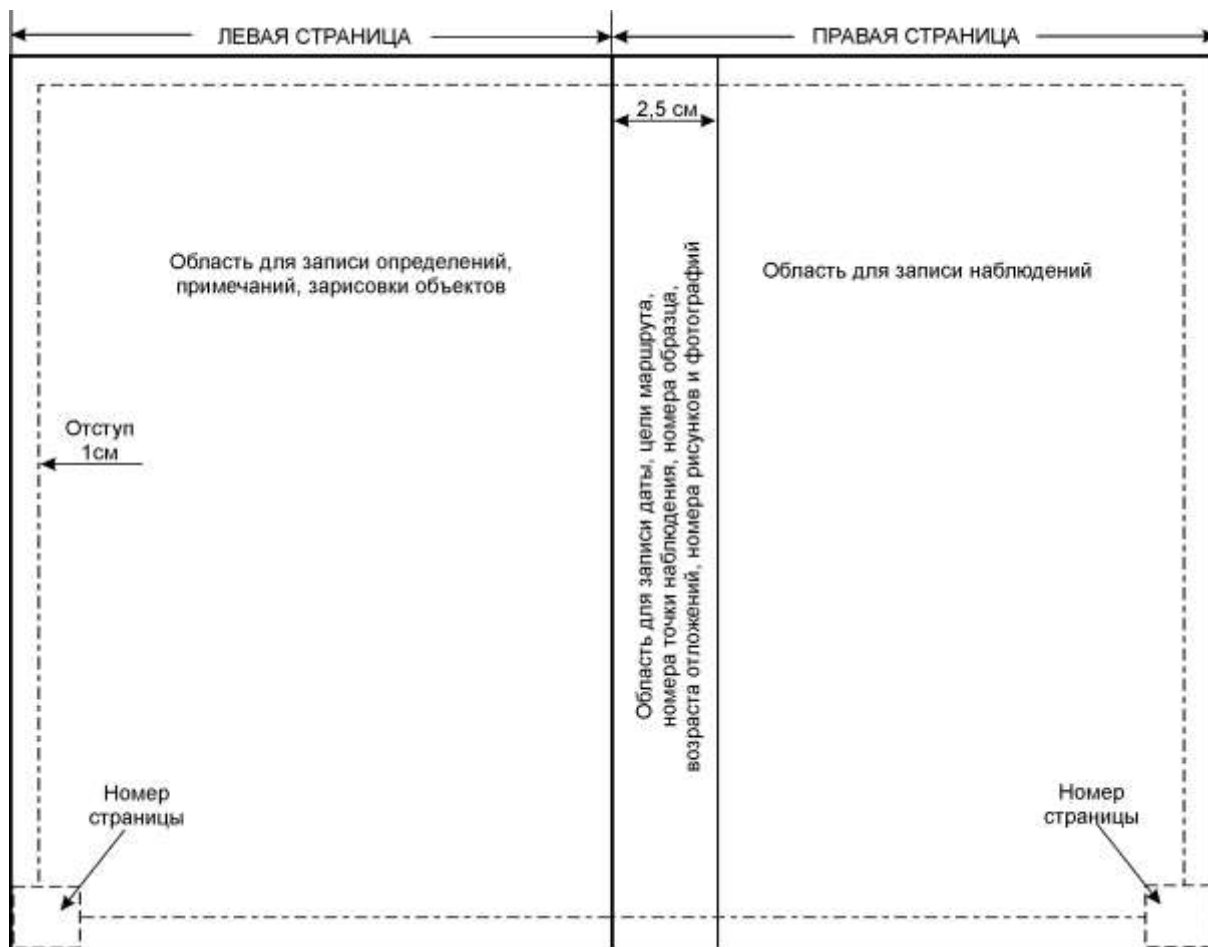 ЛЕВАЯ СТРАНИЦА
ПРАВАЯ СТРАНИЦА
2,5 см
Область для записи определений,
примечаний, зарисовки объектов
Область для записи даты, цели маршрута,
номера точки наблюдения, номера образца,
возраста отложений, номера рисунков и фотографий
Область для записи наблюдений
Отступ
1см
Номер
страницы
Номер
страницы